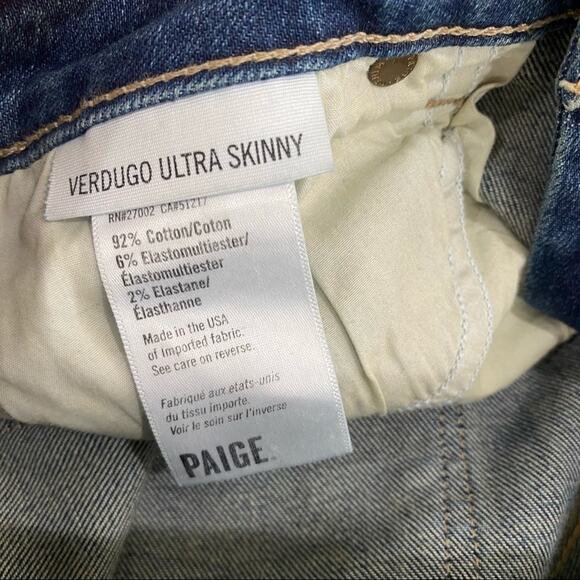 VERDUGO ULTRA SKINNY
RN#27002 CA#51217
92% Cotton/Coton
6% Elastomultiester/
Élastomultiester
2% Elastane/
Élasthanne
Made in the USA
of Imported fabric.
See care on reverse.
Fabriqué aux etats-unis
du tissu importe.
Voir le soin sur l'inverse
PAIGE